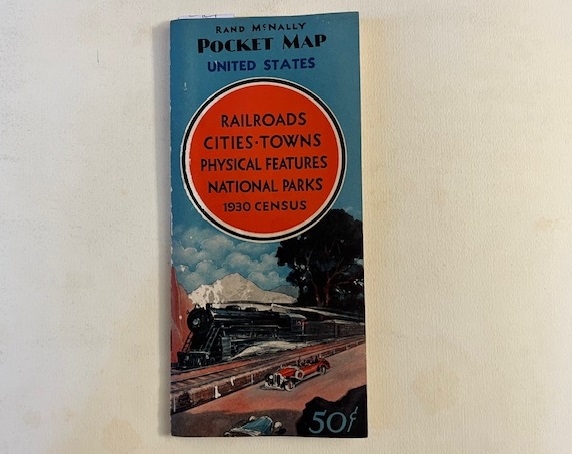 RAND McNALLY
POCKET MAP
UNITED STATES
RAILROADS
CITIES·TOWNS
PHYSICAL FEATURES
NATIONAL PARKS
1930 CENSUS
50¢